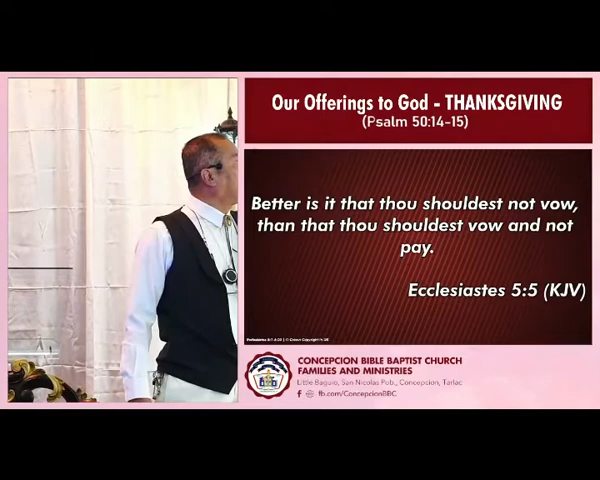 Our Offerings to God - THANKSGIVING
(Psalm 50:14-15)
Better is it that thou shouldest not vow,
than that thou shouldest vow and not
pay.
Ecclesiastes 5:5 (KJV)
CONCEPCION BIBLE BAPTIST CHURCH
FAMILIES AND MINISTRIES
Little Baguio, San Nicolas Pob., Concepcion, Tarlac
fb.com/ConcepcionBBC